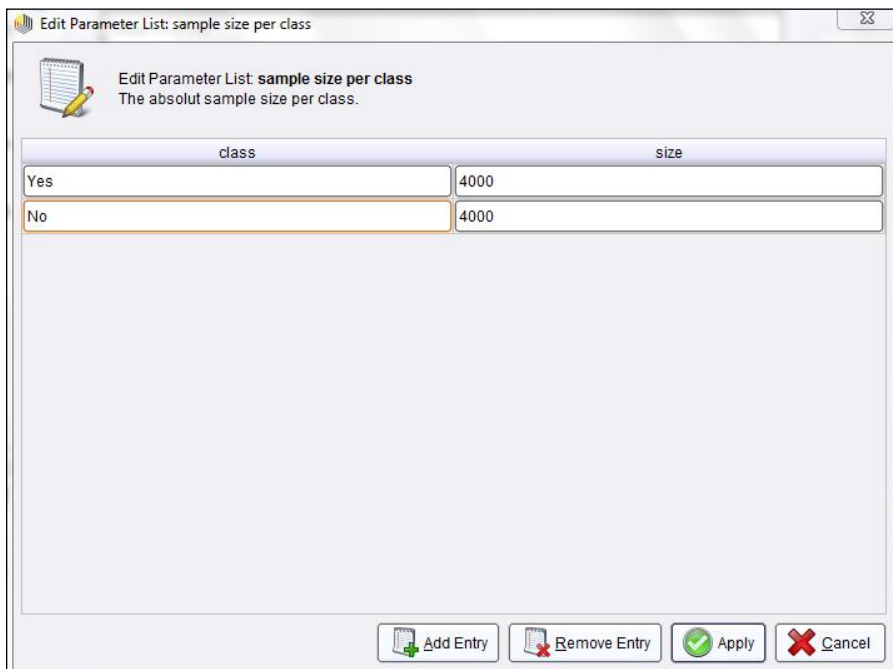 Edit Parameter List: sample size per class
Edit Parameter List: sample size per class
The absolut sample size per class.
class size
Yes 4000
No 4000
Add Entry Remove Entry Apply Cancel